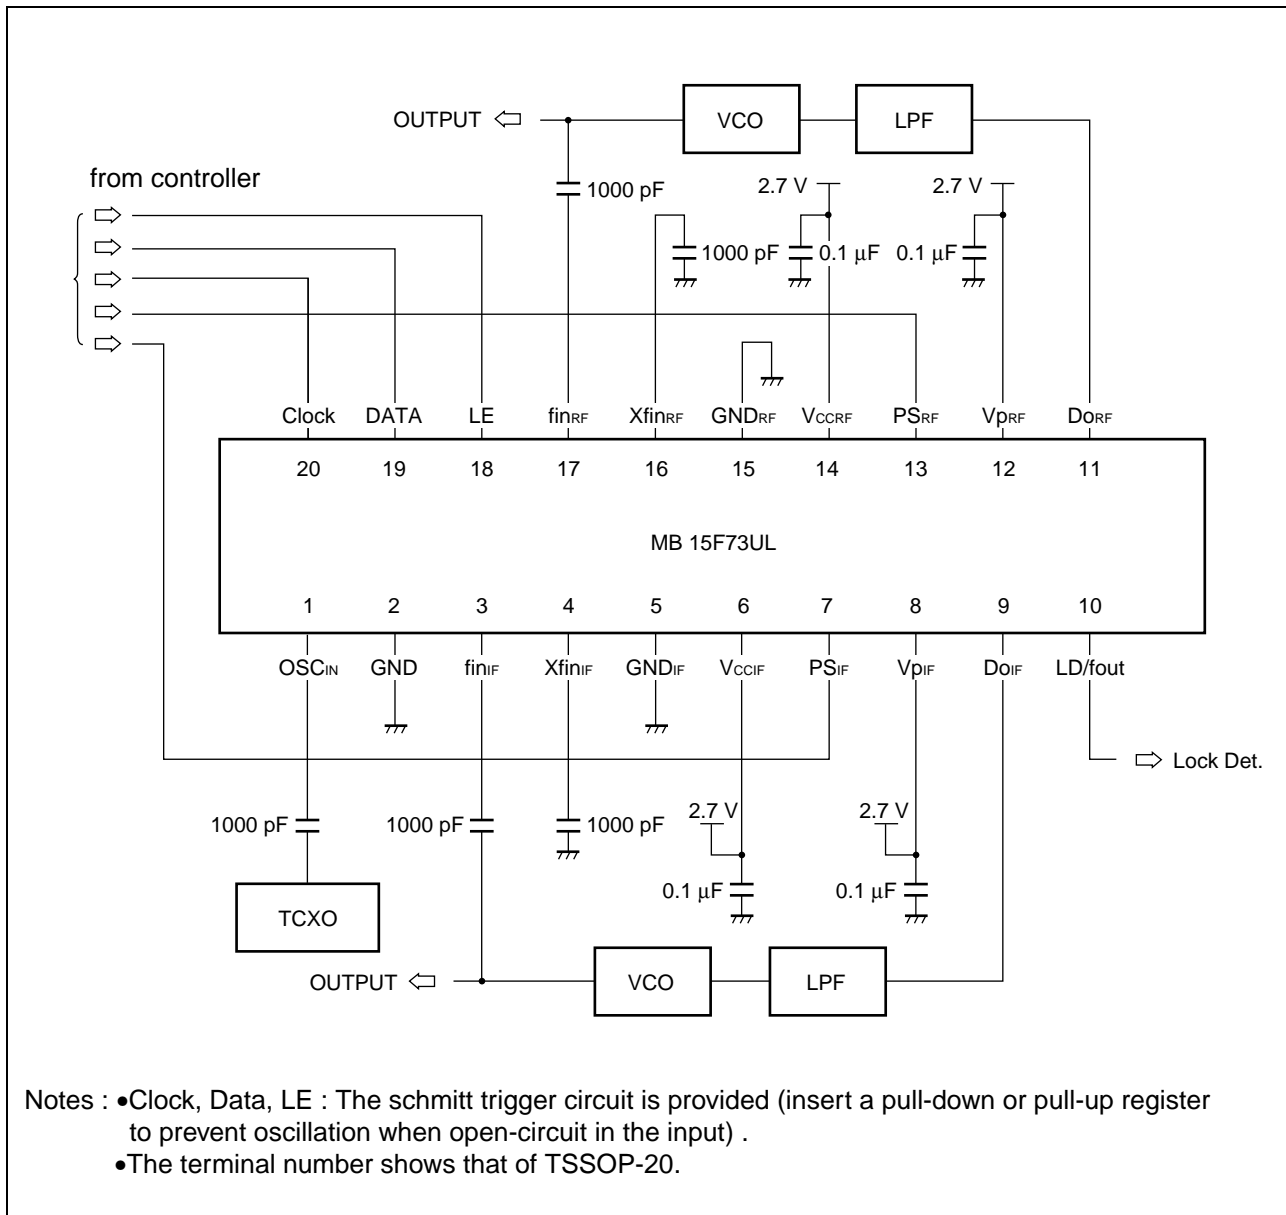 OUTPUT
VCO
LPF
from controller
1000 pF
2.7 V
2.7 V
1000 pF
0.1 µF
0.1 µF
Clock DATA LE finRF XfinRF GNDRF VCCRF PSRF VpRF DoRF
20 19 18 17 16 15 14 13 12 11
MB 15F73UL
1 2 3 4 5 6 7 8 9 10
OSCIN GND finIF XfinIF GNDIF VCCIF PSIF VpIF DoIF LD/fout
Lock Det.
1000 pF
1000 pF
1000 pF
2.7 V
2.7 V
0.1 µF
0.1 µF
TCXO
OUTPUT
VCO
LPF
Notes : •Clock, Data, LE : The schmitt trigger circuit is provided (insert a pull-down or pull-up register
to prevent oscillation when open-circuit in the input) .
•The terminal number shows that of TSSOP-20.